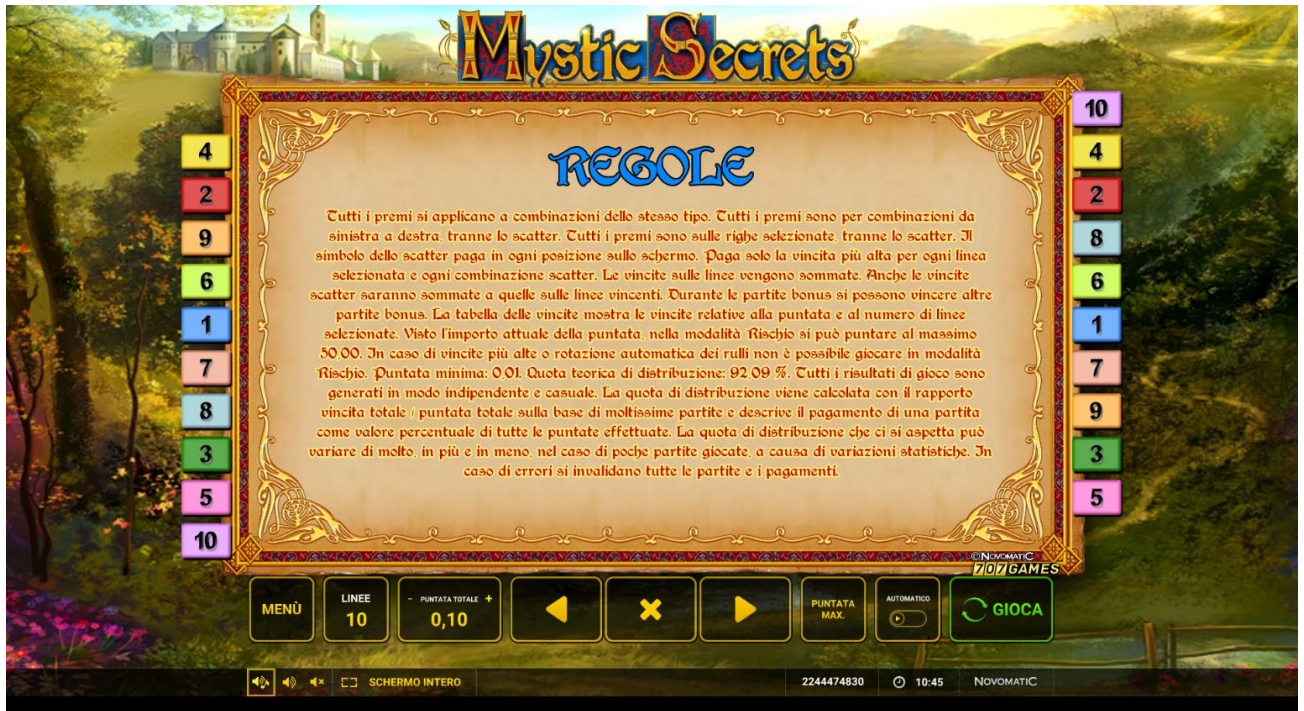 Mystic Secrets
10
4
2
9
6
1
7
8
3
5
10
4
2
8
6
1
7
9
3
5
REGOLE
Tutti i premi si applicano a combinazioni dello stesso tipo. Tutti i premi sono per combinazioni da
sinistra a destra, tranne lo scatter. Tutti i premi sono sulle righe selezionate, tranne lo scatter. Il
simbolo dello scatter paga in ogni posizione sullo schermo. Paga solo la vincita più alta per ogni linea
selezionata e ogni combinazione scatter. Le vincite sulle linee vengono sommate. Anche le vincite
scatter saranno sommate a quelle sulle linee vincenti. Durante le partite bonus si possono vincere altre
partite bonus. La tabella delle vincite mostra le vincite relative alla puntata e al numero di linee
selezionate. Visto l'importo attuale della puntata, nella modalità Rischio si può puntare al massimo
50.00. In caso di vincite più alte o rotazione automatica dei rulli non è possibile giocare in modalità
Rischio. Puntata minima: 0,01. Quota teorica di distribuzione: 92.09 %. Tutti i risultati di gioco sono
generati in modo indipendente e casuale. La quota di distribuzione viene calcolata con il rapporto
vincita totale / puntata totale sulla base di moltissime partite e descrive il pagamento di una partita
come valore percentuale di tutte le puntate effettuate. La quota di distribuzione che ci si aspetta può
variare di molto, in più e in meno, nel caso di poche partite giocate, a causa di variazioni statistiche. In
caso di errori si invalidano tutte le partite e i pagamenti.
©NOVOMATIC
707GAMES
MENÙ
LINEE
10
- PUNTATA TOTALE +
0,10
PUNTATA
MAX.
AUTOMATICO
GIOCA
SCHERMO INTERO
2244474830
10:45
NOVOMATIC